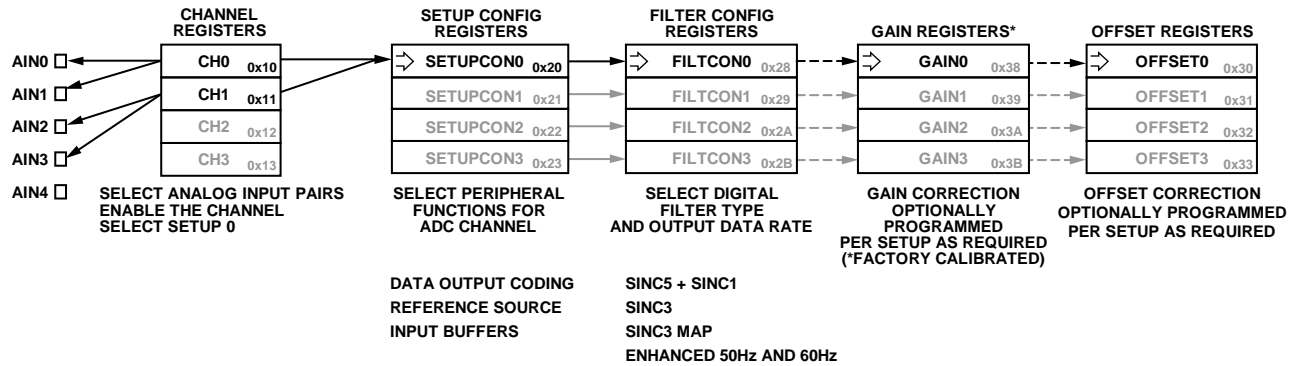 CHANNEL
REGISTERS
SETUP CONFIG
REGISTERS
FILTER CONFIG
REGISTERS
GAIN REGISTERS*
OFFSET REGISTERS
AIN0
AIN1
AIN2
AIN3
AIN4
CH0 0x10
CH1 0x11
CH2 0x12
CH3 0x13
SELECT ANALOG INPUT PAIRS
ENABLE THE CHANNEL
SELECT SETUP 0
SETUPCON0 0x20
SETUPCON1 0x21
SETUPCON2 0x22
SETUPCON3 0x23
SELECT PERIPHERAL
FUNCTIONS FOR
ADC CHANNEL
DATA OUTPUT CODING
REFERENCE SOURCE
INPUT BUFFERS
FILTCON0 0x28
FILTCON1 0x29
FILTCON2 0x2A
FILTCON3 0x2B
SELECT DIGITAL
FILTER TYPE
AND OUTPUT DATA RATE
SINC5 + SINC1
SINC3
SINC3 MAP
ENHANCED 50Hz AND 60Hz
GAIN0 0x38
GAIN1 0x39
GAIN2 0x3A
GAIN3 0x3B
GAIN CORRECTION
OPTIONALLY
PROGRAMMED
PER SETUP AS REQUIRED
(*FACTORY CALIBRATED)
OFFSET0 0x30
OFFSET1 0x31
OFFSET2 0x32
OFFSET3 0x33
OFFSET CORRECTION
OPTIONALLY PROGRAMMED
PER SETUP AS REQUIRED